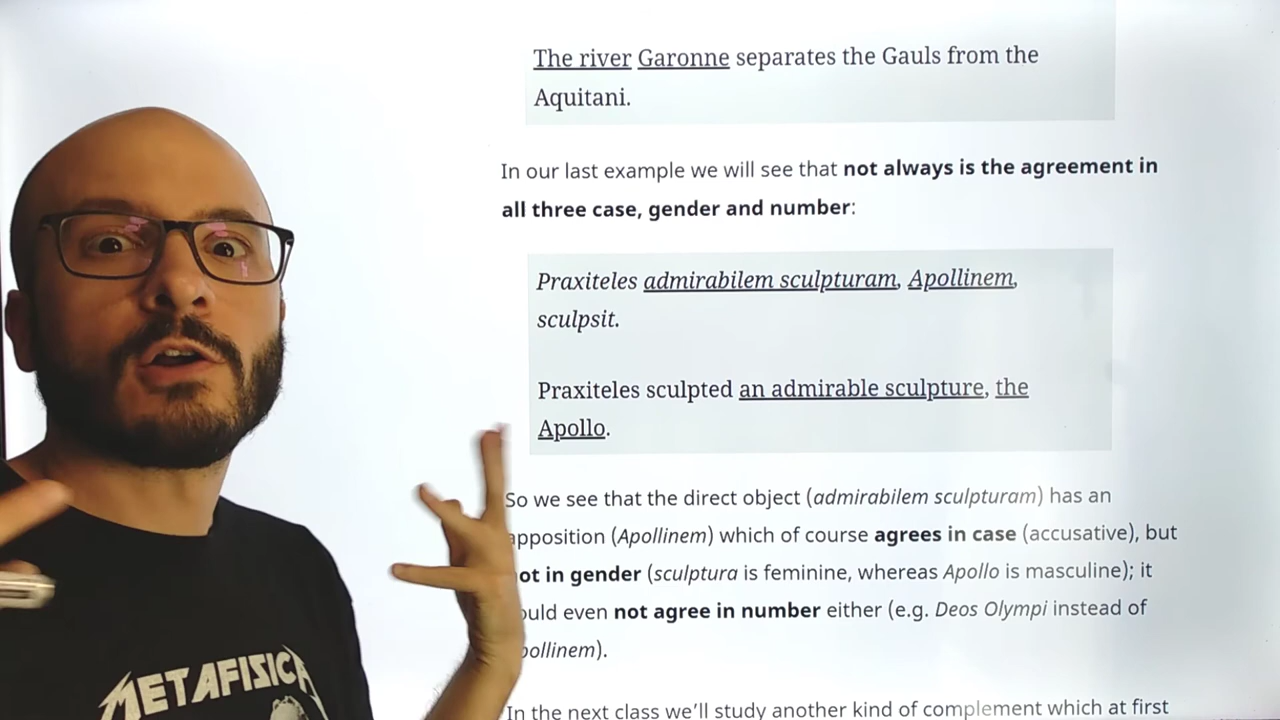 The river Garonne separates the Gauls from the
Aquitani.
In our last example we will see that not always is the agreement in
all three case, gender and number:
Praxiteles admirabilem sculpturam, Apollinem,
sculpsit.
Praxiteles sculpted an admirable sculpture, the
Apollo.
So we see that the direct object (admirabilem sculpturam) has an
apposition (Apollinem) which of course agrees in case (accusative), but
ot in gender (sculptura is feminine, whereas Apollo is masculine); it
ould even not agree in number either (e.g. Deos Olympi instead of
pollinem).
In the next class we'll study another kind of complement which at first
METAFISICA